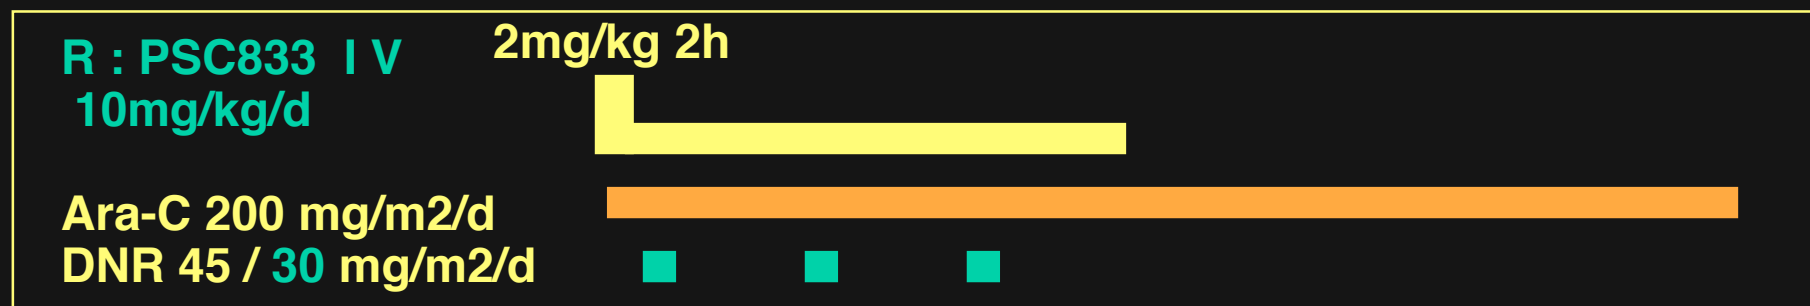 R : PSC833 I V
2mg/kg 2h
10mg/kg/d
Ara-C 200 mg/m2/d
DNR 45 / 30 mg/m2/d